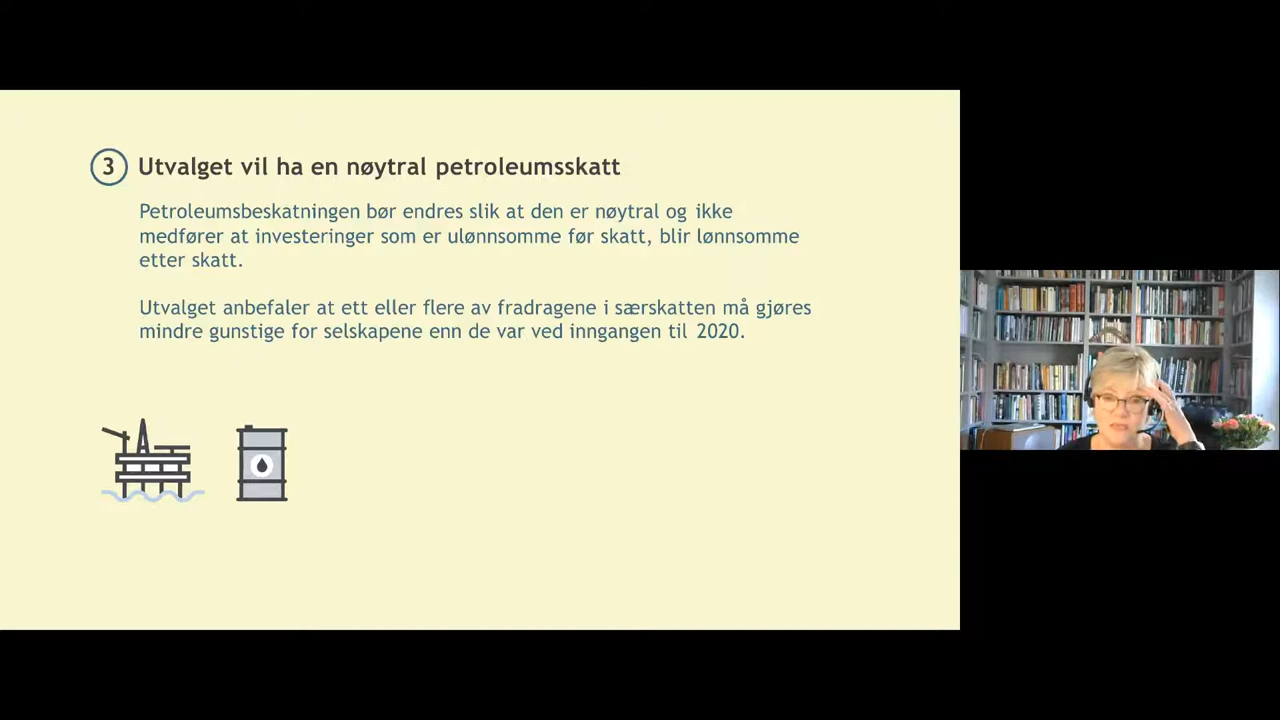 3 Utvalget vil ha en nøytral petroleumsskatt
Petroleumsbeskatningen bør endres slik at den er nøytral og ikke
medfører at investeringer som er ulønnsomme før skatt, blir lønnsomme
etter skatt.
Utvalget anbefaler at ett eller flere av fradragene i særskatten må gjøres
mindre gunstige for selskapene enn de var ved inngangen til 2020.